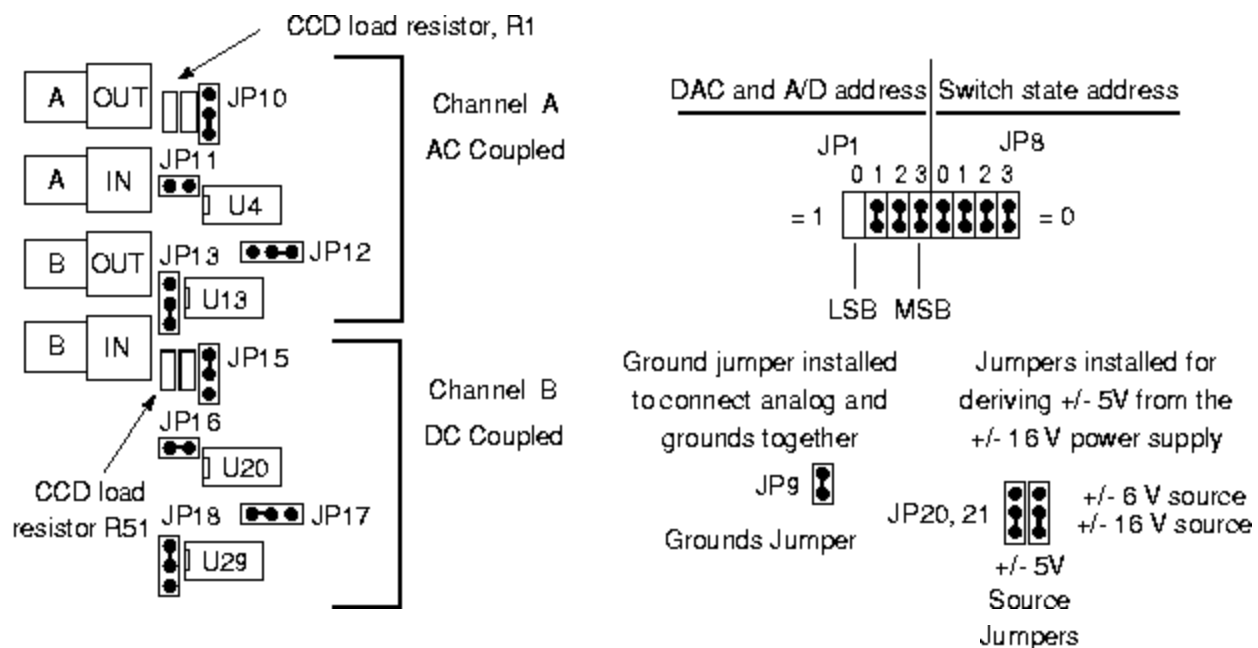 CCD load resistor, R1
A OUT
JP10
Channel A
AC Coupled
JP11
A IN
U4
B OUT
JP13
JP12
U13
B IN
JP15
Channel B
DC Coupled
JP16
U20
CCD load
resistor R51
JP18
JP17
U29
DAC and A/D address
Switch state address
JP1
JP8
0 1 2 3 0 1 2 3
= 1
= 0
LSB MSB
Ground jumper installed
to connect analog and
grounds together
JP9
Grounds Jumper
Jumpers installed for
deriving +/- 5V from the
+/- 16 V power supply
JP20, 21
+/- 6 V source
+/- 16 V source
+/- 5V
Source
Jumpers